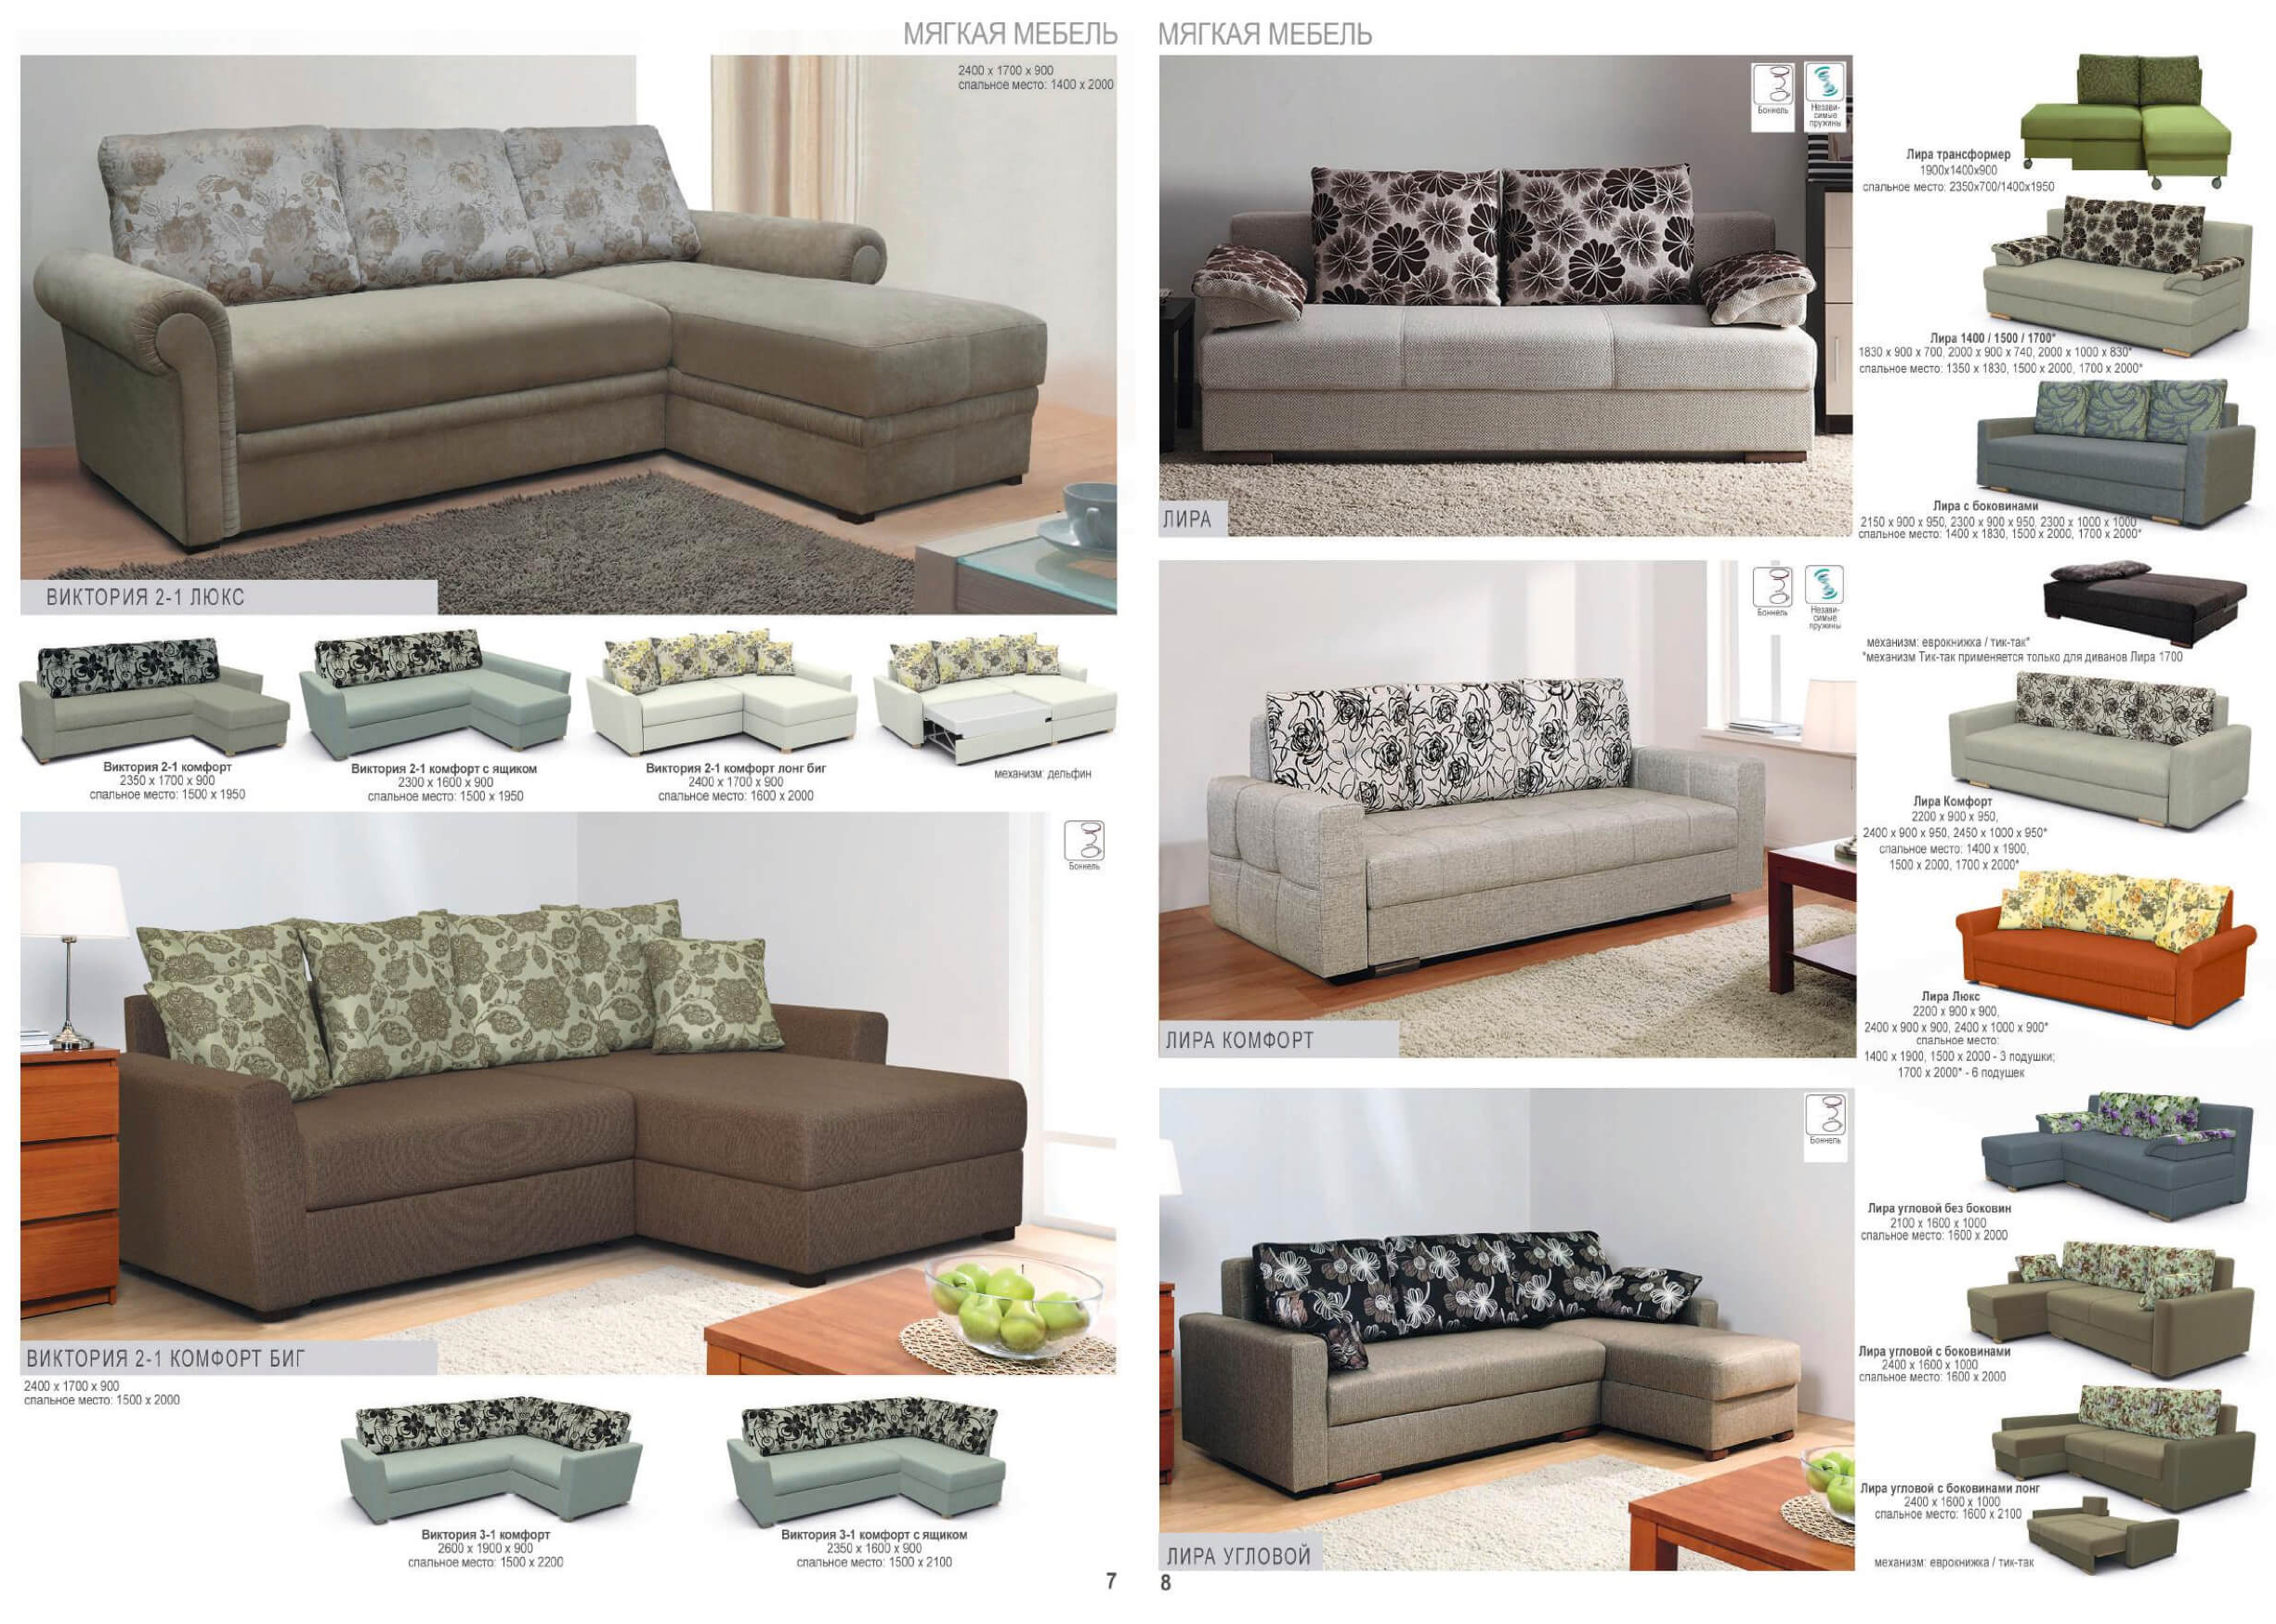 МЯГКАЯ МЕБЕЛЬ
2400 x 1700 x 900
спальное место: 1400 x 2000
ВИКТОРИЯ 2-1 ЛЮКС
Виктория 2-1 комфорт
2350 x 1700 x 900
спальное место: 1500 x 1950
Виктория 2-1 комфорт с ящиком
2300 x 1600 x 900
спальное место: 1500 x 1950
Виктория 2-1 комфорт лонг биг
2400 x 1700 x 900
спальное место: 1600 x 2000
механизм: дельфин
Боннель
ВИКТОРИЯ 2-1 КОМФОРТ БИГ
2400 x 1700 x 900
спальное место: 1500 x 2000
Виктория 3-1 комфорт
2600 x 1900 x 900
спальное место: 1500 x 2200
Виктория 3-1 комфорт с ящиком
2350 x 1600 x 900
спальное место: 1500 x 2100
7
МЯГКАЯ МЕБЕЛЬ
Боннель
Незави-
симые
пружины
ЛИРА
Лира трансформер
1900x1400x900
спальное место: 2350x700/1400x1950
Лира 1400 / 1500 / 1700*
1830 x 900 x 700, 2000 x 900 x 740, 2000 x 1000 x 830*
спальное место: 1350 x 1830, 1500 x 2000, 1700 x 2000*
Лира с боковинами
2150 x 900 x 950, 2300 x 900 x 950, 2300 x 1000 x 1000
спальное место: 1400 x 1830, 1500 x 2000, 1700 x 2000*
Боннель
Незави-
симые
пружины
ЛИРА КОМФОРТ
механизм: еврокнижка / тик-так*
*механизм Тик-так применяется только для диванов Лира 1700
Лира Комфорт
2200 x 900 x 950,
2400 x 900 x 950, 2450 x 1000 x 950*
спальное место: 1400 x 1900,
1500 x 2000, 1700 x 2000*
Лира Люкс
2200 x 900 x 900,
2400 x 900 x 900, 2400 x 1000 x 900*
спальное место:
1400 x 1900, 1500 x 2000 - 3 подушки;
1700 x 2000* - 6 подушек
Боннель
ЛИРА УГЛОВОЙ
Лира угловой без боковин
2100 x 1600 x 1000
спальное место: 1600 x 2000
Лира угловой с боковинами
2400 x 1600 x 1000
спальное место: 1600 x 2000
Лира угловой с боковинами лонг
2400 x 1600 x 1000
спальное место: 1600 x 2100
механизм: еврокнижка / тик-так
8